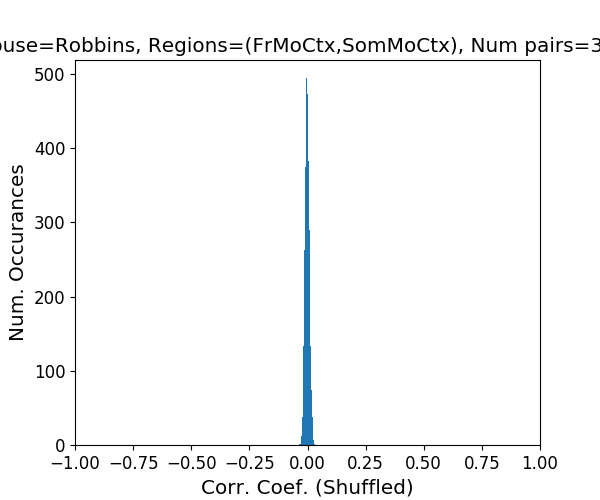 ouse=Robbins, Regions=(FrMoCtx,SomMoCtx), Num pairs=3
500
400
300
200
100
0
Num. Occurances
−1.00 −0.75 −0.50 −0.25 0.00 0.25 0.50 0.75 1.00
Corr. Coef. (Shuffled)